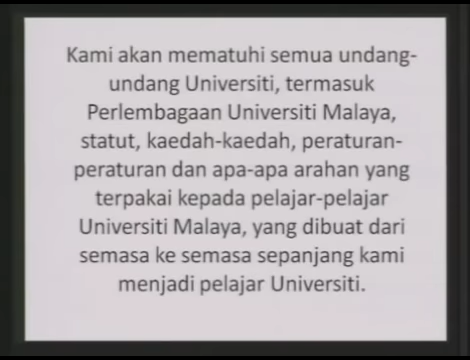 Kami akan mematuhi semua undang-
undang Universiti, termasuk
Perlembagaan Universiti Malaya,
statut, kaedah-kaedah, peraturan-
peraturan dan apa-apa arahan yang
terpakai kepada pelajar-pelajar
Universiti Malaya, yang dibuat dari
semasa ke semasa sepanjang kami
menjadi pelajar Universiti.